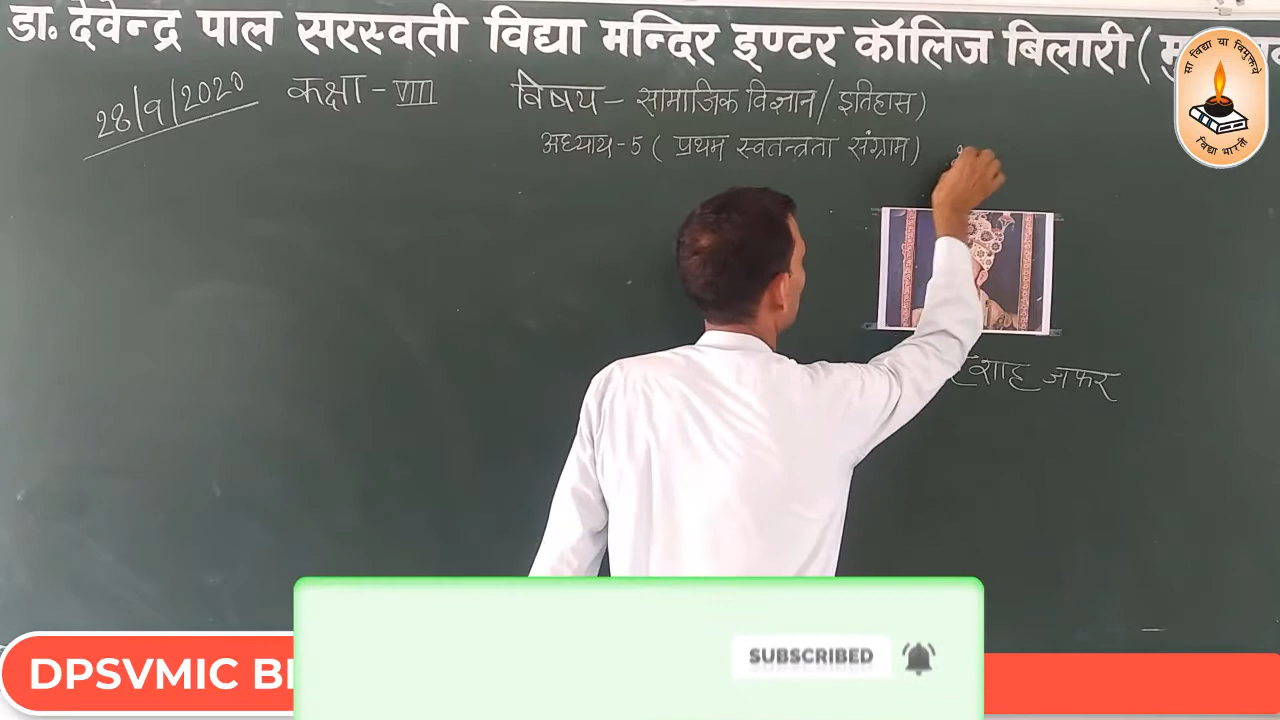 डा. देवेन्द्र पाल सरस्वती विद्या मन्दिर इण्टर कॉलिज बिलारी (
28/9/2020 कक्षा - VIII विषय - सामाजिक विज्ञान / इतिहास)
अध्याय - 5 ( प्रथम स्वतन्त्रता संग्राम)
जफर
सा विद्या या विमुक्तये
विद्या भारती
SUBSCRIBED
DPSVMIC